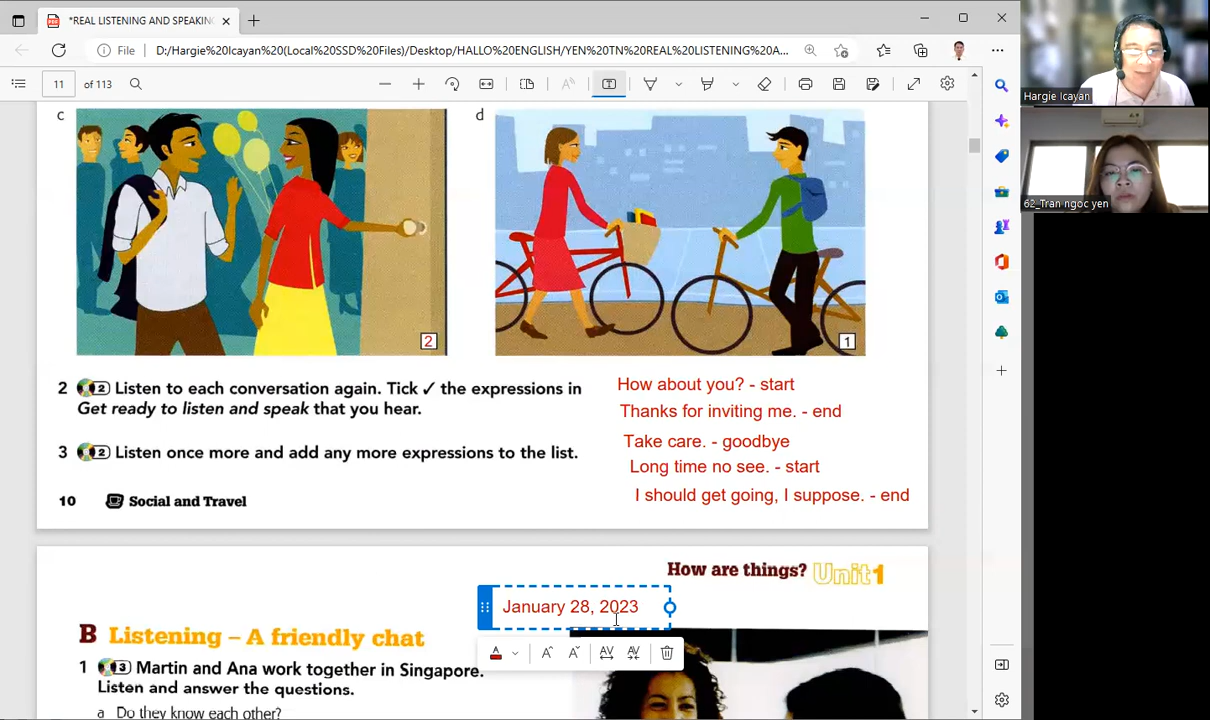 *REAL LISTENING AND SPEAKING
File D:/Hargie%20Icayan%20(Local%20SSD%20Files)/Desktop/HALLO%20ENGLISH/YEN%20TN%20REAL%20LISTENING%20A...
11 of 113
Hargie Icayan
62_Tran ngoc yen
c
d
2
1
2 2 Listen to each conversation again. Tick ✓ the expressions in
Get ready to listen and speak that you hear.
3 2 Listen once more and add any more expressions to the list.
How about you? - start
Thanks for inviting me. - end
Take care. - goodbye
Long time no see. - start
I should get going, I suppose. - end
10 Social and Travel
How are things? Unit 1
January 28, 2023
B Listening – A friendly chat
1 3 Martin and Ana work together in Singapore.
Listen and answer the questions.
a Do they know each other?